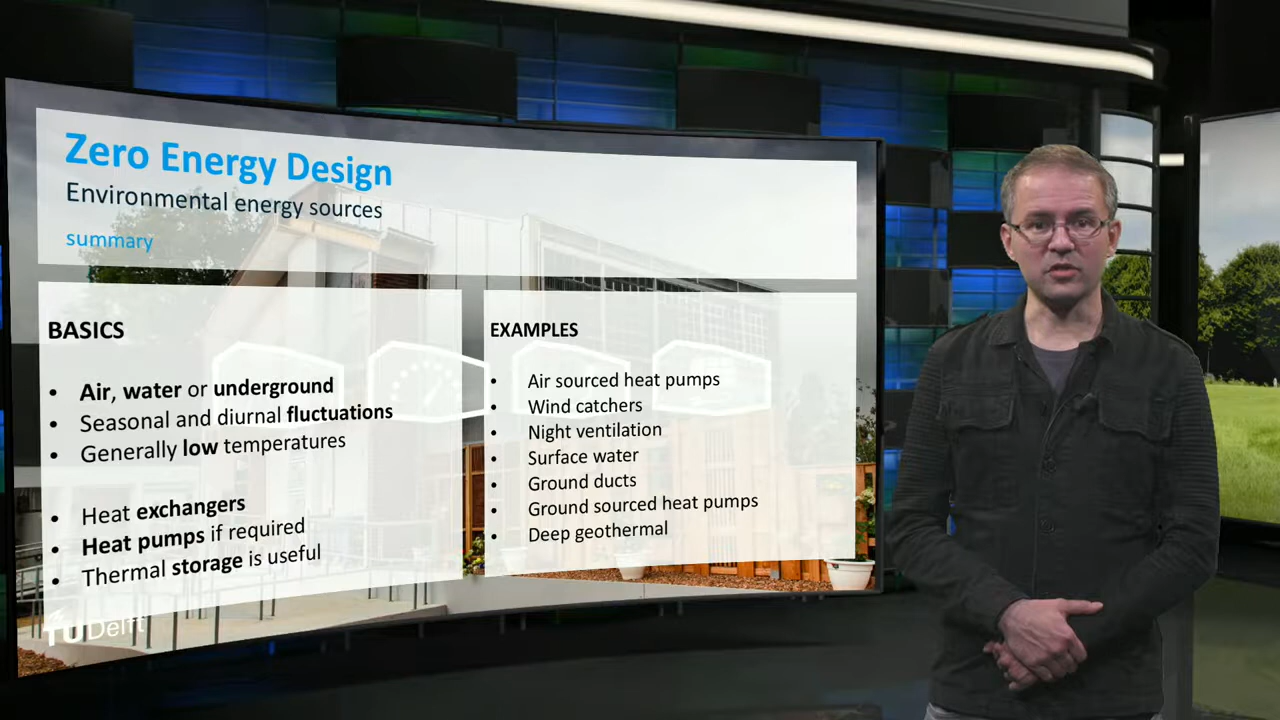 Zero Energy Design
Environmental energy sources
summary
BASICS
• Air, water or underground
• Seasonal and diurnal fluctuations
• Generally low temperatures
• Heat exchangers
• Heat pumps if required
• Thermal storage is useful
EXAMPLES
• Air sourced heat pumps
• Wind catchers
• Night ventilation
• Surface water
• Ground ducts
• Ground sourced heat pumps
• Deep geothermal
TU Delft